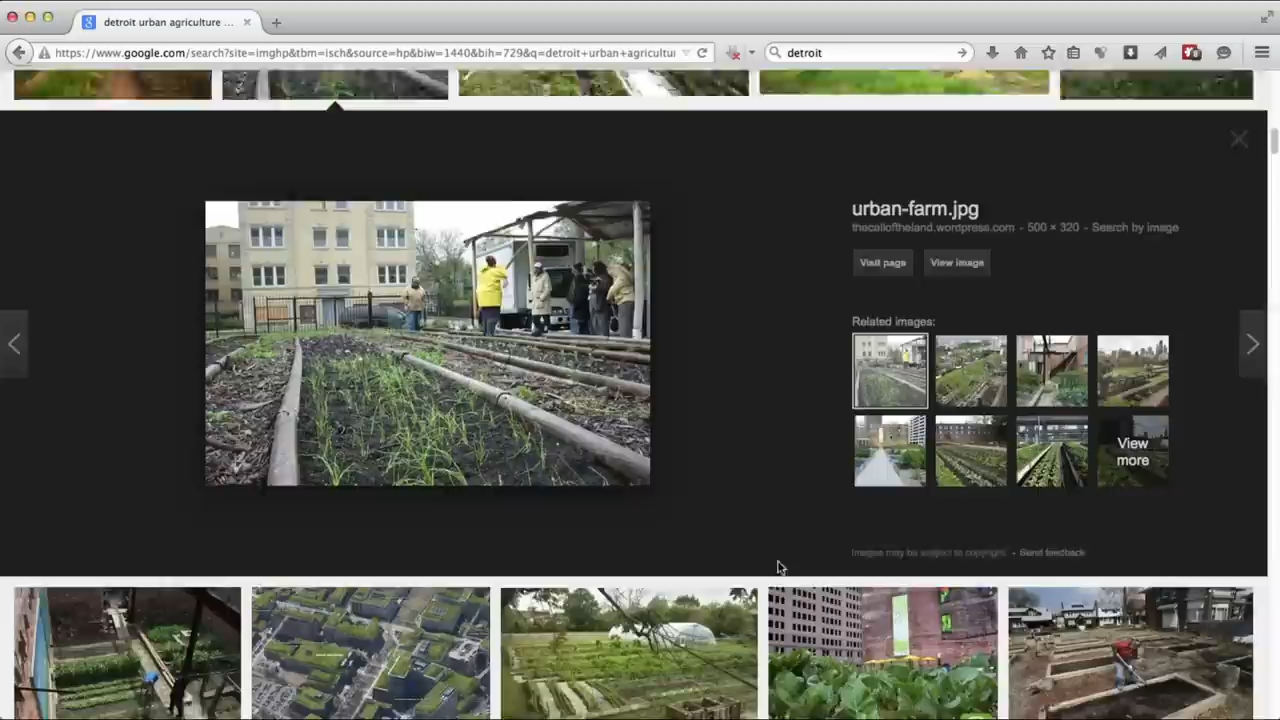 detroit urban agriculture ...
https://www.google.com/search?site=imghp&tbm=isch&source=hp&biw=1440&bih=729&q=detroit+urban+agricultui
detroit
urban-farm.jpg
thecalloftheland.wordpress.com - 500 × 320 - Search by image
Visit page
View image
Related images:
View
more
Images may be subject to copyright. - Send feedback